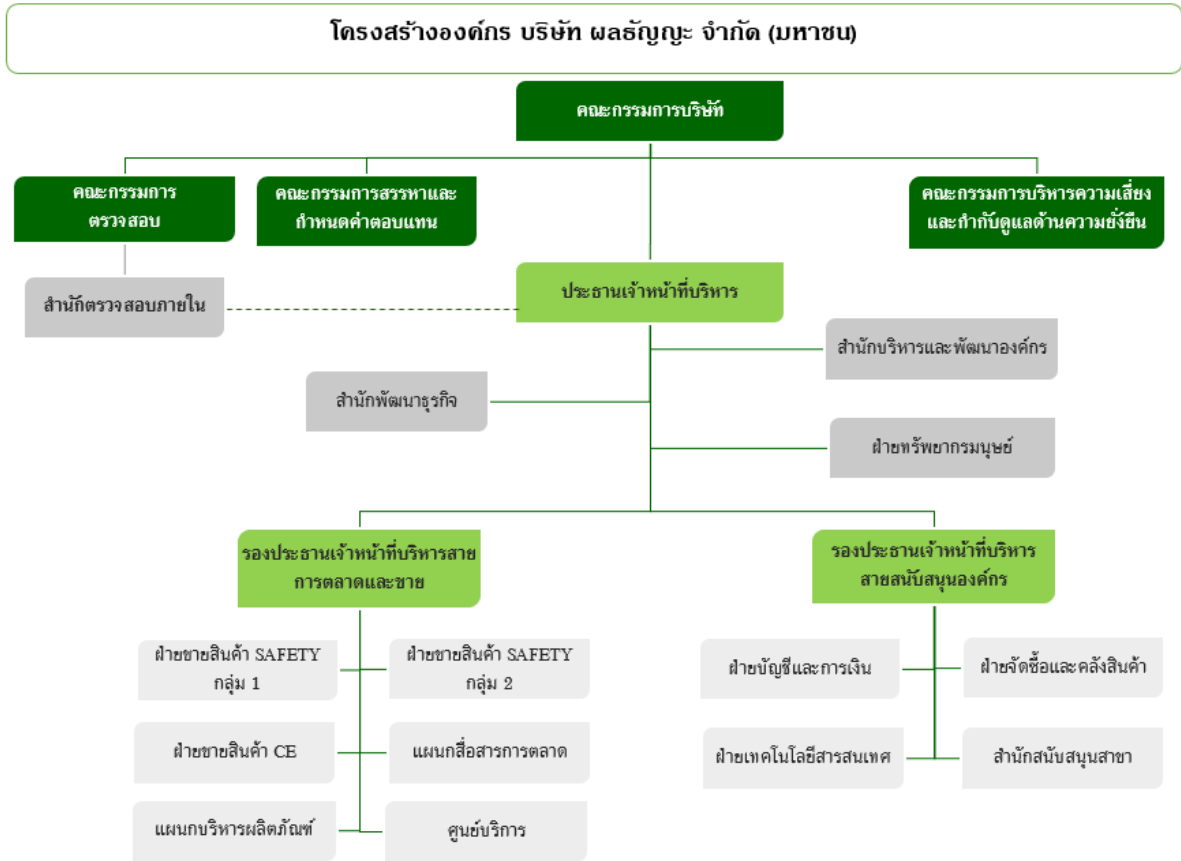 โครงสร้างองค์กร บริษัท ผลธัญญะ จำกัด (มหาชน)
คณะกรรมการบริษัท
คณะกรรมการ
ตรวจสอบ
คณะกรรมการสรรหาและ
กำหนดค่าตอบแทน
คณะกรรมการบริหารความเสี่ยง
และกำกับดูแลด้านความยั่งยืน
สำนักตรวจสอบภายใน
ประธานเจ้าหน้าที่บริหาร
สำนักบริหารและพัฒนาองค์กร
สำนักพัฒนาธุรกิจ
ฝ่ายทรัพยากรมนุษย์
รองประธานเจ้าหน้าที่บริหารสาย
การตลาดและขาย
รองประธานเจ้าหน้าที่บริหาร
สายสนับสนุนองค์กร
ฝ่ายขายสินค้า SAFETY
กลุ่ม 1
ฝ่ายขายสินค้า SAFETY
กลุ่ม 2
ฝ่ายบัญชีและการเงิน
ฝ่ายจัดซื้อและคลังสินค้า
ฝ่ายขายสินค้า CE
แผนกสื่อสารการตลาด
ฝ่ายเทคโนโลยีสารสนเทศ
สำนักสนับสนุนสาขา
แผนกบริหารผลิตภัณฑ์
ศูนย์บริการ